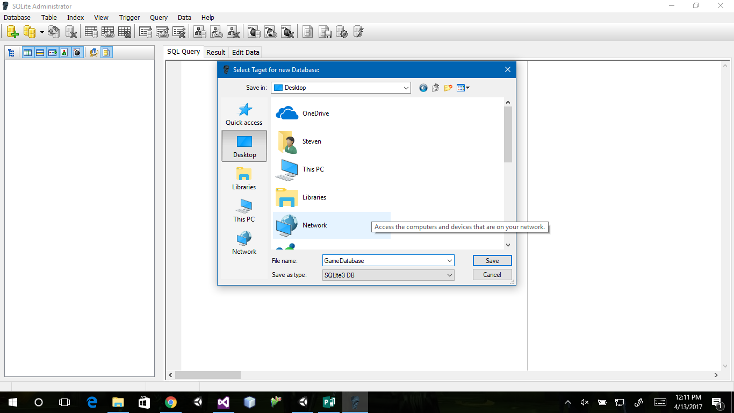 SQLite Administrator
Database Table Index View Trigger Query Data Help
SQL Query Result Edit Data
Select Taget for new Database:
Save in: Desktop
Quick access
Desktop
Libraries
This PC
Network
OneDrive
Steven
This PC
Libraries
Network
Access the computers and devices that are on your network.
File name: GameDatabase Save
Save as type: SQLite3 DB Cancel
12:11 PM
4/13/2017